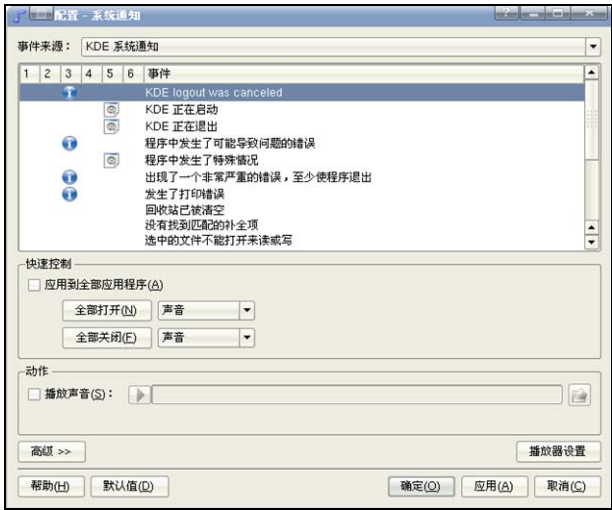 配置 - 系统通知
事件来源： KDE 系统通知
1 2 3 4 5 6 事件
KDE logout was canceled
KDE 正在启动
KDE 正在退出
程序中发生了可能导致问题的错误
程序中发生了特殊情况
出现了一个非常严重的错误，至少使程序退出
发生了打印错误
回收站已被清空
没有找到匹配的补全项
选中的文件不能打开来读或写
快速控制
应用到全部应用程序(A)
全部打开(N) 声音
全部关闭(F) 声音
动作
播放声音(S)：
高级 >> 播放器设置
帮助(H) 默认值(D) 确定(O) 应用(A) 取消(C)